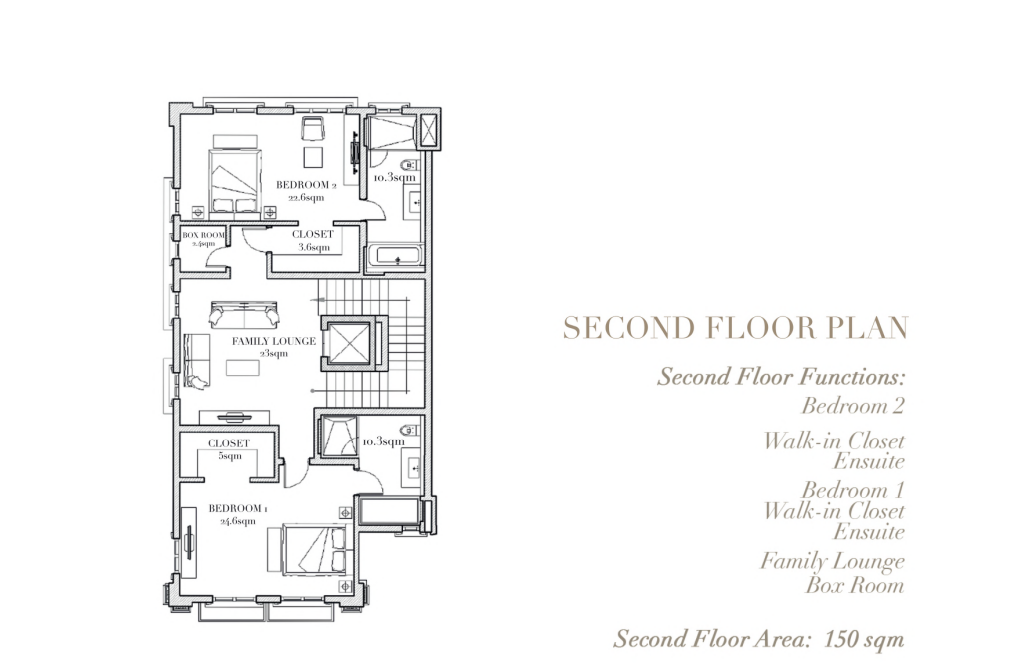 BEDROOM 2
22.6sqm
10.3sqm
BOX ROOM
2.4sqm
CLOSET
3.6sqm
FAMILY LOUNGE
23sqm
CLOSET
5sqm
10.3sqm
BEDROOM 1
24.6sqm
SECOND FLOOR PLAN
Second Floor Functions:
Bedroom 2
Walk-in Closet
Ensuite
Bedroom 1
Walk-in Closet
Ensuite
Family Lounge
Box Room
Second Floor Area: 150 sqm